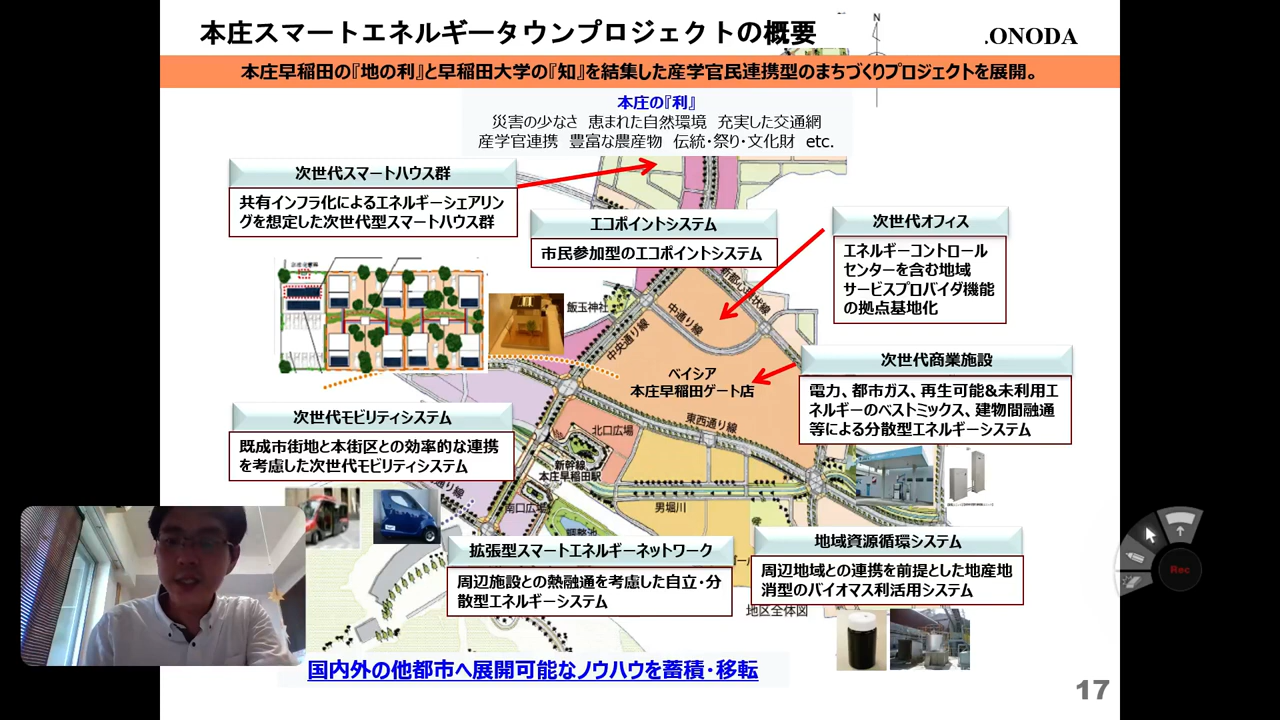 本庄スマートエネルギータウンプロジェクトの概要
N
.ONODA
本庄早稲田の『地の利』と早稲田大学の『知』を結集した産学官民連携型のまちづくりプロジェクトを展開。
本庄の『利』
災害の少なさ 恵まれた自然環境 充実した交通網
産学官連携 豊富な農産物 伝統・祭り・文化財 etc.
次世代スマートハウス群
共有インフラ化によるエネルギーシェアリン
グを想定した次世代型スマートハウス群
エコポイントシステム
市民参加型のエコポイントシステム
次世代オフィス
エネルギーコントロール
センターを含む地域
サービスプロバイダ機能
の拠点基地化
新都心環状線
飯玉神社
中通り線
中央通り線
ベイシア
本庄早稲田ゲート店
次世代商業施設
電力、都市ガス、再生可能&未利用エ
ネルギーのベストミックス、建物間融通
等による分散型エネルギーシステム
次世代モビリティシステム
既成市街地と本街区との効率的な連携
を考慮した次世代モビリティシステム
東西通り線
北口広場
新幹線
本庄早稲田駅
南口広場
男堀川
調整池
拡張型スマートエネルギーネットワーク
周辺施設との熱融通を考慮した自立・分
散型エネルギーシステム
地域資源循環システム
周辺地域との連携を前提とした地産地
消型のバイオマス利活用システム
地区全体図
国内外の他都市へ展開可能なノウハウを蓄積・移転
Rec
17